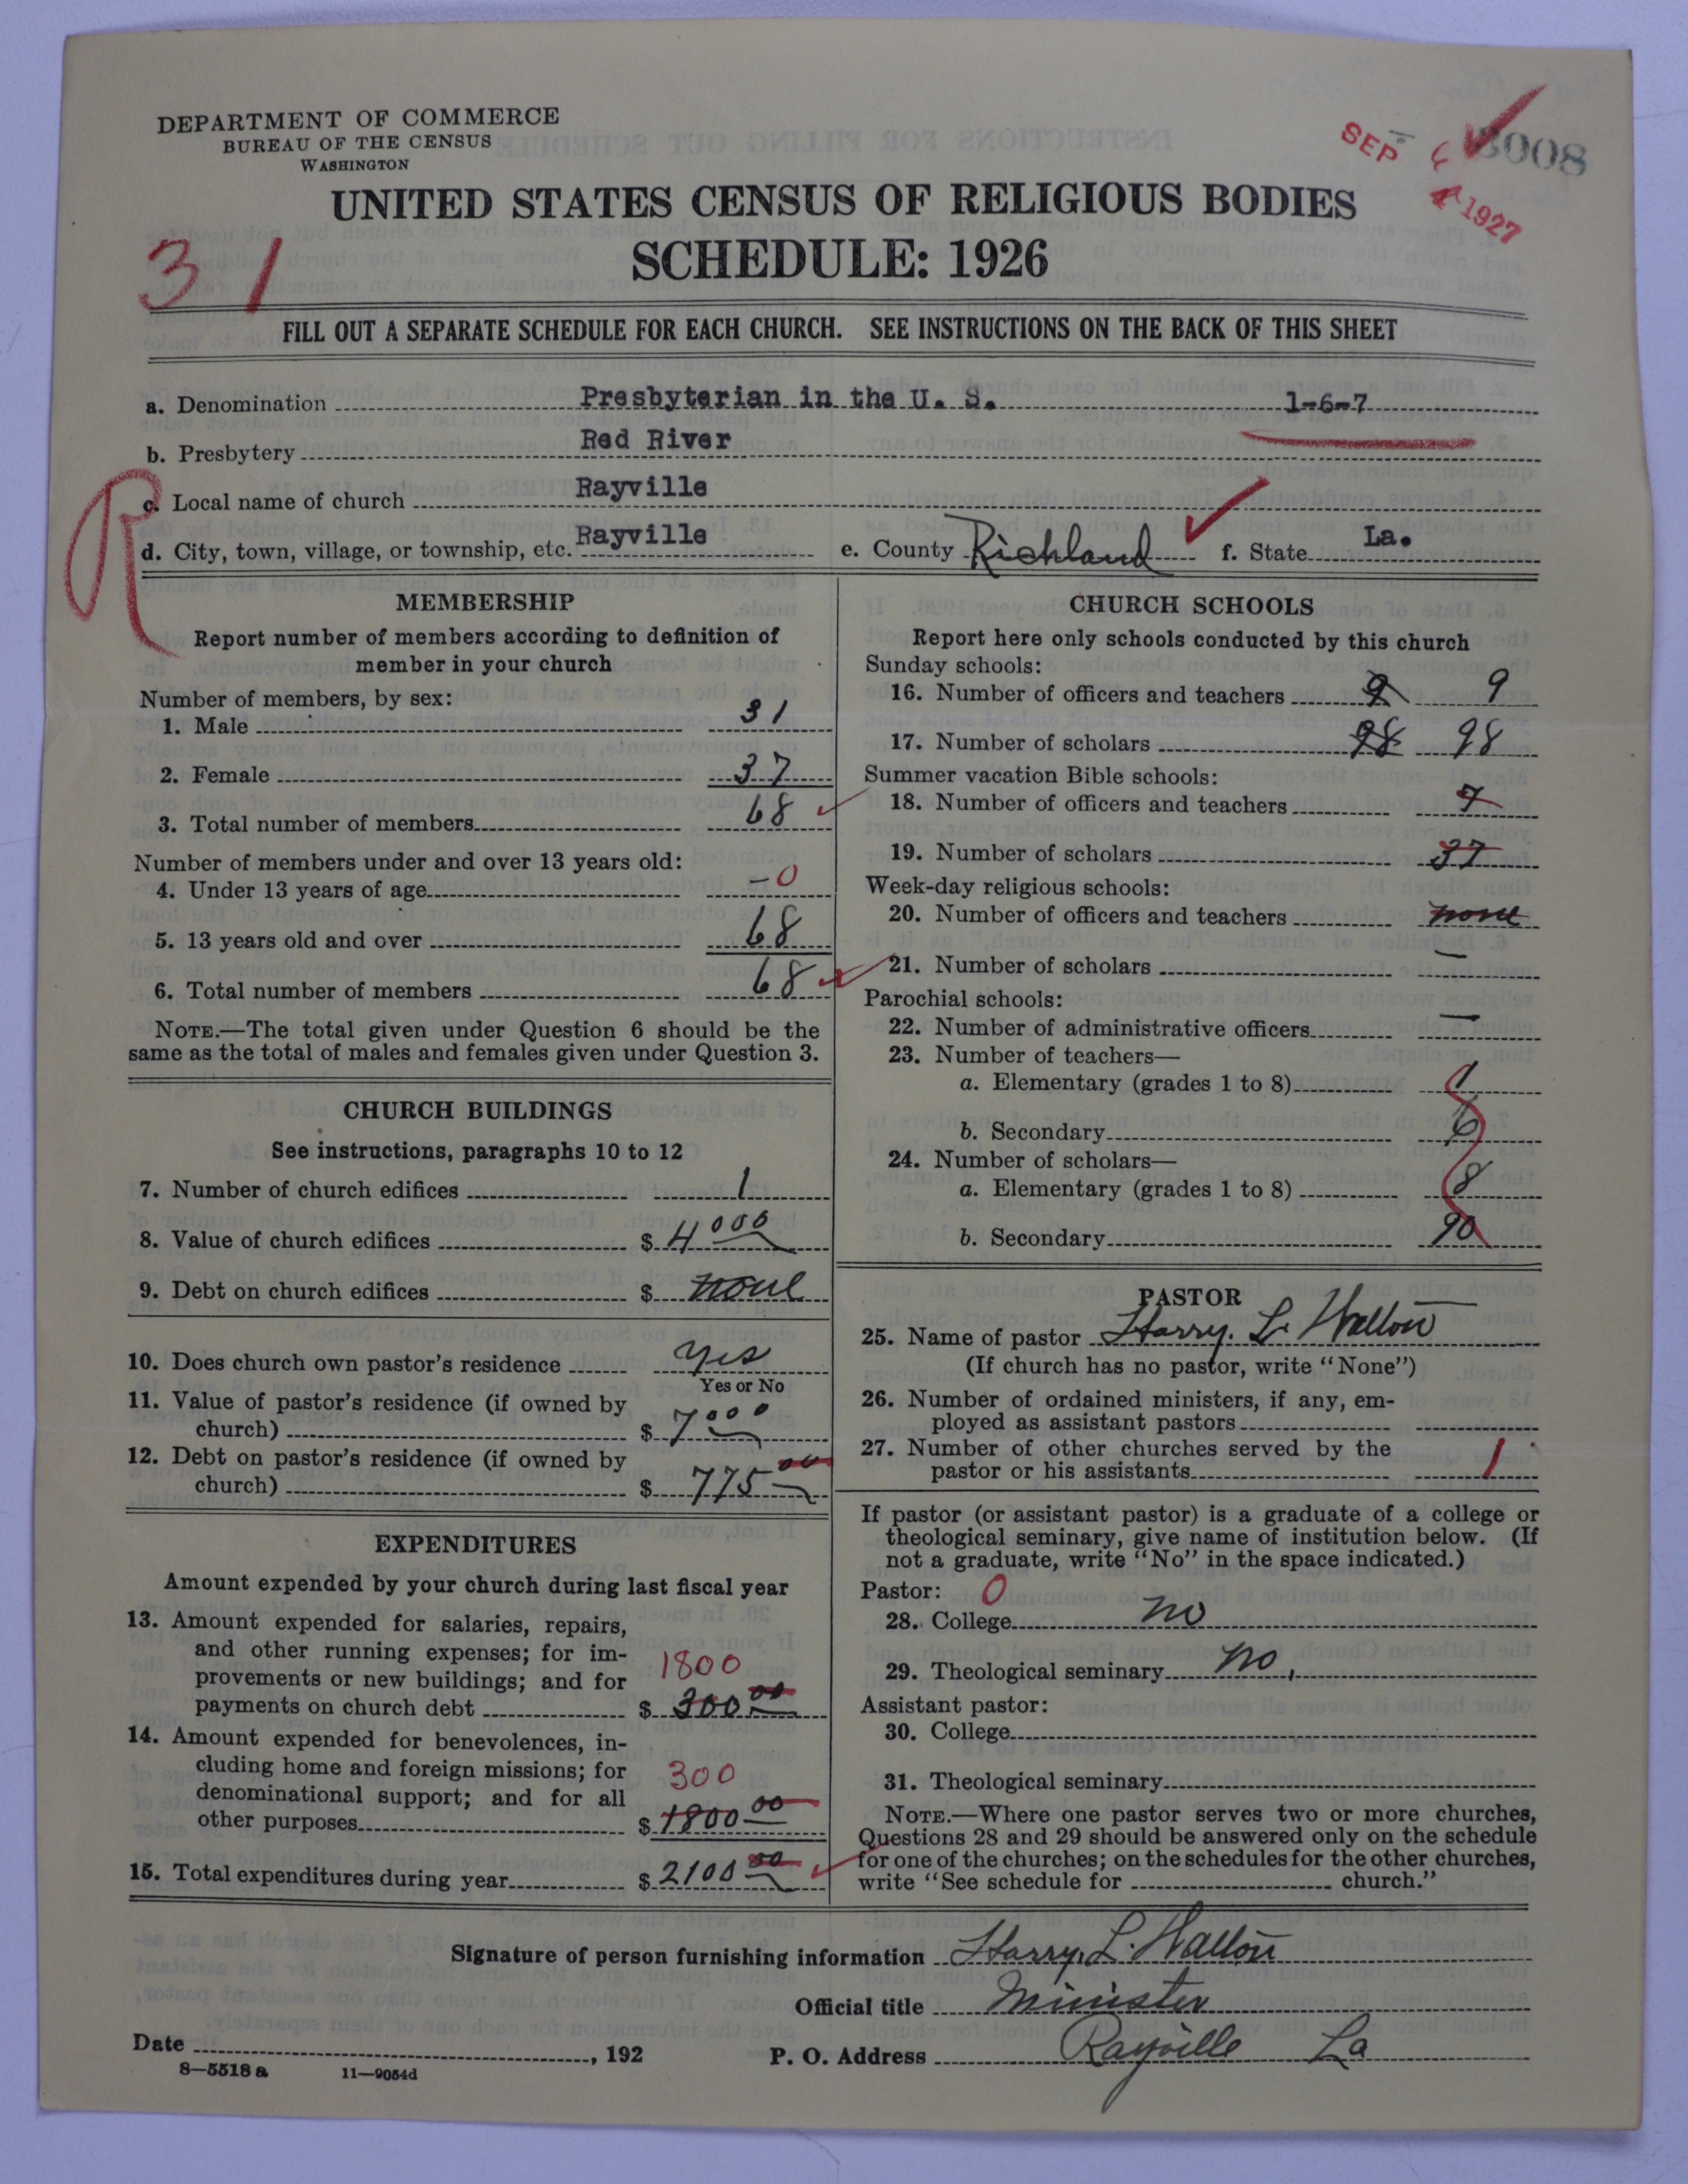 DEPARTMENT OF COMMERCE
BUREAU OF THE CENSUS
WASHINGTON
SEP 1927
8008
UNITED STATES CENSUS OF RELIGIOUS BODIES
SCHEDULE: 1926
31
FILL OUT A SEPARATE SCHEDULE FOR EACH CHURCH. SEE INSTRUCTIONS ON THE BACK OF THIS SHEET
a. Denomination Presbyterian in the U. S. 1-6-7
b. Presbytery Red River
R
c. Local name of church Rayville
d. City, town, village, or township, etc. Rayville e. County Richland f. State La.
MEMBERSHIP
Report number of members according to definition of
member in your church
Number of members, by sex:
1. Male 31
2. Female 37
3. Total number of members 68
Number of members under and over 13 years old:
4. Under 13 years of age - 0
5. 13 years old and over 68
6. Total number of members 68
NOTE.—The total given under Question 6 should be the
same as the total of males and females given under Question 3.
CHURCH BUILDINGS
See instructions, paragraphs 10 to 12
7. Number of church edifices 1
8. Value of church edifices $ 4000
9. Debt on church edifices $ none
10. Does church own pastor's residence yes
Yes or No
11. Value of pastor's residence (if owned by
church) $ 7000
12. Debt on pastor's residence (if owned by
church) $ 775 00
EXPENDITURES
Amount expended by your church during last fiscal year
13. Amount expended for salaries, repairs,
and other running expenses; for im-
provements or new buildings; and for 1800
payments on church debt $ 300 00
14. Amount expended for benevolences, in-
cluding home and foreign missions; for 300
denominational support; and for all
other purposes $ 1800 00
15. Total expenditures during year $ 2100 00
CHURCH SCHOOLS
Report here only schools conducted by this church
Sunday schools:
16. Number of officers and teachers 9 9
17. Number of scholars 98 98
Summer vacation Bible schools:
18. Number of officers and teachers 7
19. Number of scholars 37
Week-day religious schools:
20. Number of officers and teachers none
21. Number of scholars —
Parochial schools:
22. Number of administrative officers —
23. Number of teachers—
a. Elementary (grades 1 to 8) 1
b. Secondary 6
24. Number of scholars—
a. Elementary (grades 1 to 8) 8
b. Secondary 90
PASTOR
25. Name of pastor Harry. L. Walton
(If church has no pastor, write "None")
26. Number of ordained ministers, if any, em-
ployed as assistant pastors
27. Number of other churches served by the
pastor or his assistants 1
If pastor (or assistant pastor) is a graduate of a college or
theological seminary, give name of institution below. (If
not a graduate, write "No" in the space indicated.)
Pastor: 0
28. College no
29. Theological seminary no,
Assistant pastor:
30. College
31. Theological seminary
NOTE.—Where one pastor serves two or more churches,
Questions 28 and 29 should be answered only on the schedule
for one of the churches; on the schedules for the other churches,
write "See schedule for church."
Signature of person furnishing information Harry. L. Walton
Official title Minister
Date , 192 P. O. Address Rayville La
8—5518 a 11—9054d